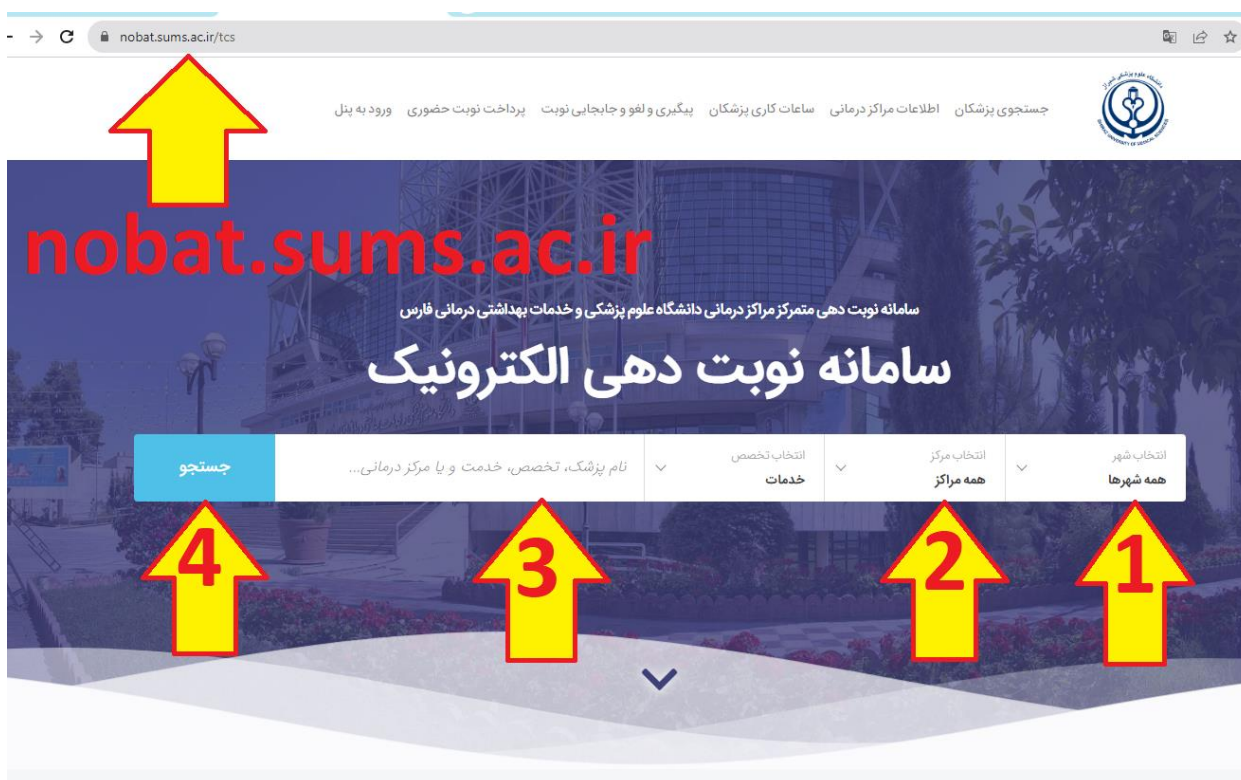 nobat.sums.ac.ir/tcs
جستجوی پزشکان اطلاعات مراکز درمانی ساعات کاری پزشکان پیگیری و لغو و جابجایی نوبت پرداخت نوبت حضوری ورود به پنل
nobat.sums.ac.ir
سامانه نوبت دهی متمرکز مراکز درمانی دانشگاه علوم پزشکی و خدمات بهداشتی درمانی فارس
سامانه نوبت دهی الکترونیک
انتخاب شهر انتخاب مرکز انتخاب تخصص
همه شهرها همه مراکز خدمات نام پزشک، تخصص، خدمت و یا مرکز درمانی... جستجو
1 2 3 4